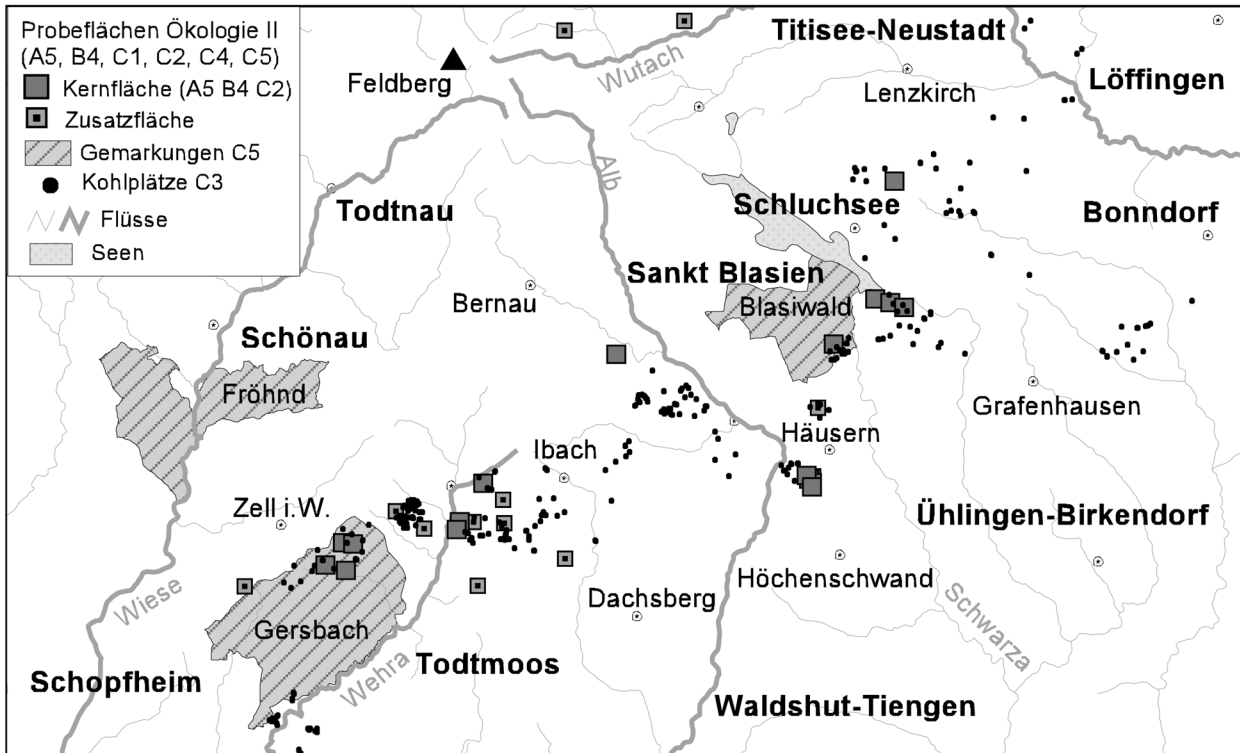 Probeflächen Ökologie II
(A5, B4, C1, C2, C4, C5)
Kernfläche (A5 B4 C2)
Zusatzfläche
Gemarkungen C5
Kohlplätze C3
Flüsse
Seen
Feldberg
Wutach
Titisee-Neustadt
Löffingen
Lenzkirch
Alb
Todtnau
Schluchsee
Bonndorf
Sankt Blasien
Bernau
Blasiwald
Schönau
Fröhnd
Grafenhausen
Häusern
Ibach
Zell i.W.
Ühlingen-Birkendorf
Höchenschwand
Wiese
Dachsberg
Schwarza
Gersbach
Wehra
Todtmoos
Schopfheim
Waldshut-Tiengen